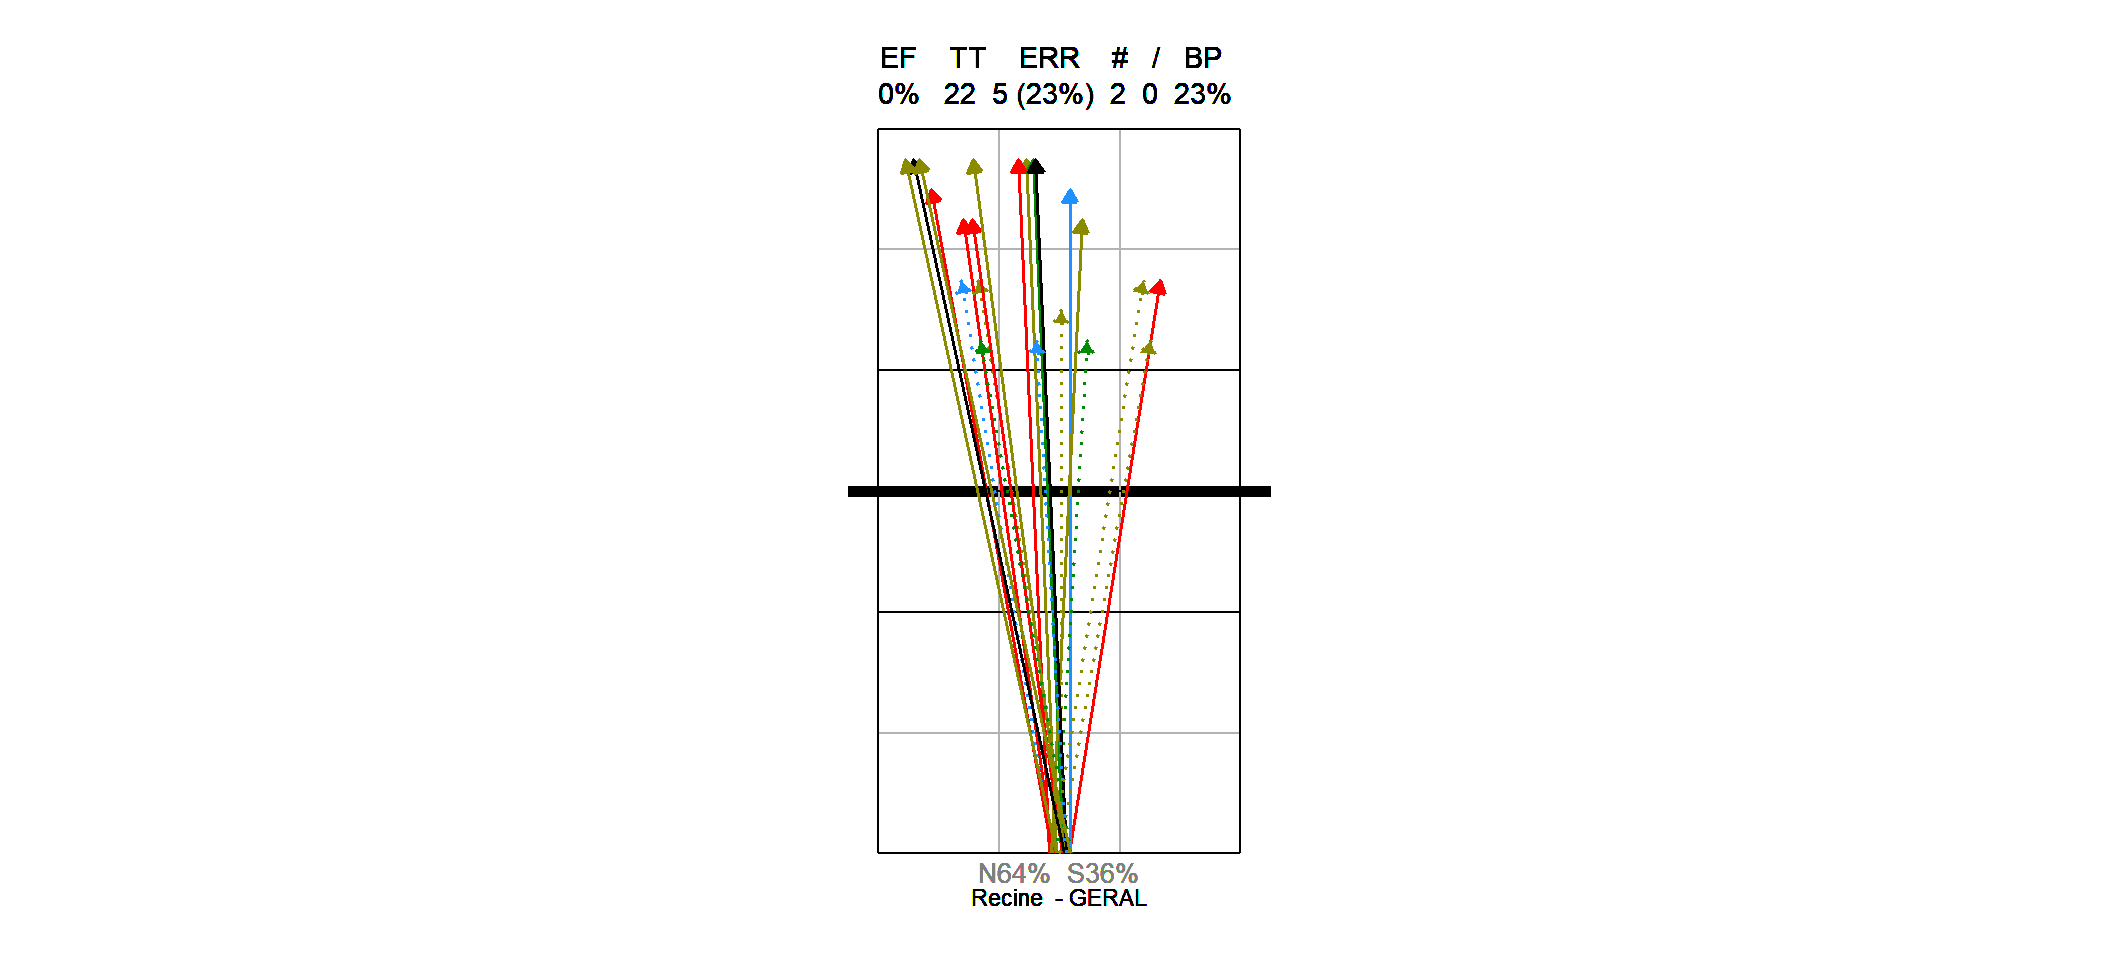 EF TT ERR # / BP
0% 22 5 (23%) 2 0 23%
N64% S36%
Recine - GERAL